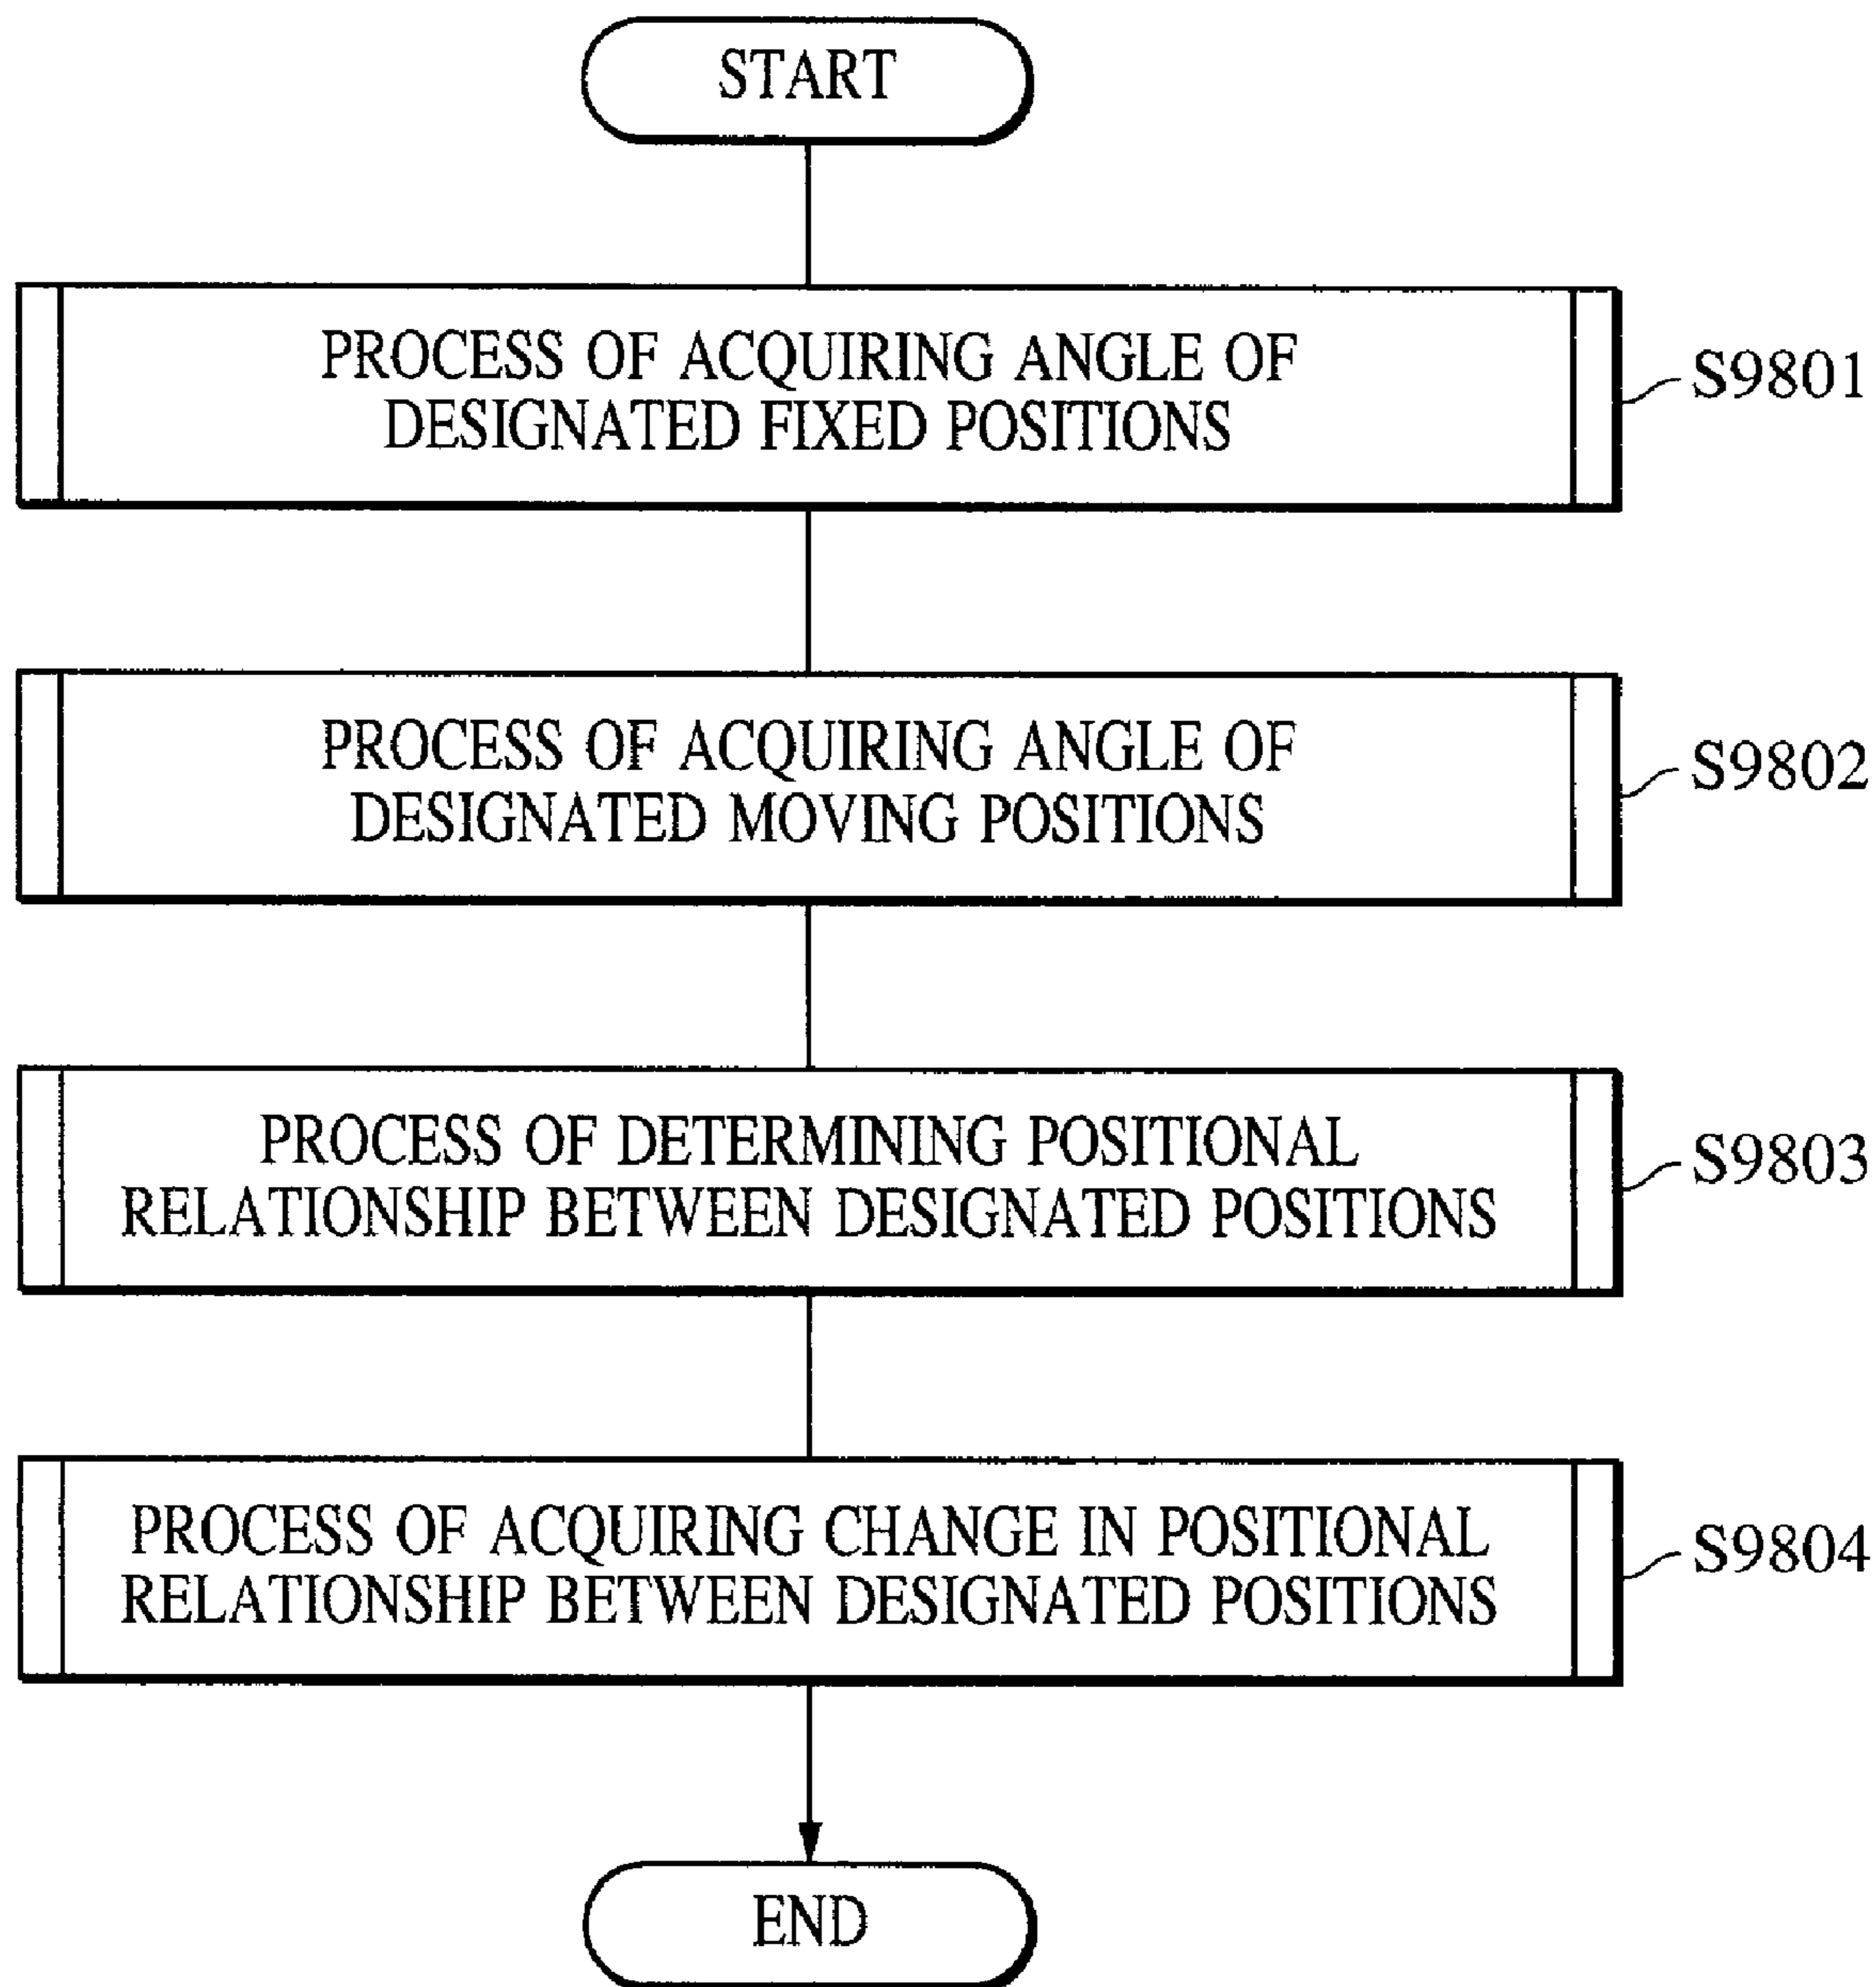 START
PROCESS OF ACQUIRING ANGLE OF
DESIGNATED FIXED POSITIONS
S9801
PROCESS OF ACQUIRING ANGLE OF
DESIGNATED MOVING POSITIONS
S9802
PROCESS OF DETERMINING POSITIONAL
RELATIONSHIP BETWEEN DESIGNATED POSITIONS
S9803
PROCESS OF ACQUIRING CHANGE IN POSITIONAL
RELATIONSHIP BETWEEN DESIGNATED POSITIONS
S9804
END